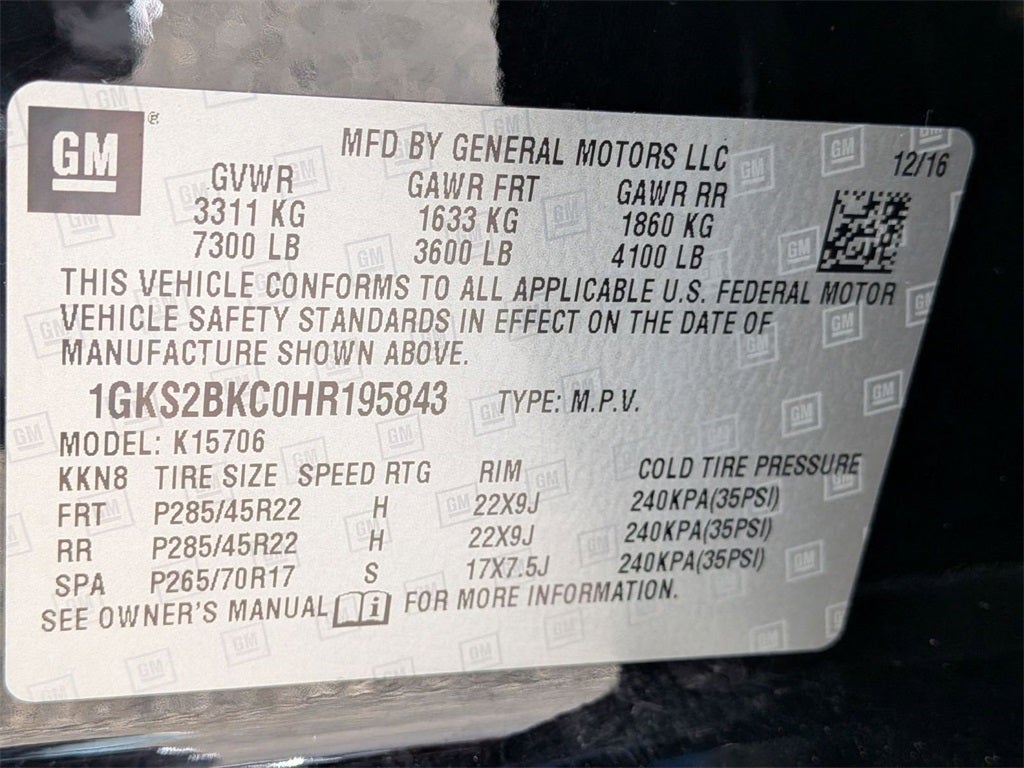 GM ®
MFD BY GENERAL MOTORS LLC 12/16
GVWR GAWR FRT GAWR RR
3311 KG 1633 KG 1860 KG
7300 LB 3600 LB 4100 LB
THIS VEHICLE CONFORMS TO ALL APPLICABLE U.S. FEDERAL MOTOR
VEHICLE SAFETY STANDARDS IN EFFECT ON THE DATE OF
MANUFACTURE SHOWN ABOVE.
1GKS2BKC0HR195843 TYPE: M.P.V.
MODEL: K15706
KKN8 TIRE SIZE SPEED RTG RIM COLD TIRE PRESSURE
FRT P285/45R22 H 22X9J 240KPA(35PSI)
RR P285/45R22 H 22X9J 240KPA(35PSI)
SPA P265/70R17 S 17X7.5J 240KPA(35PSI)
SEE OWNER'S MANUAL i FOR MORE INFORMATION.